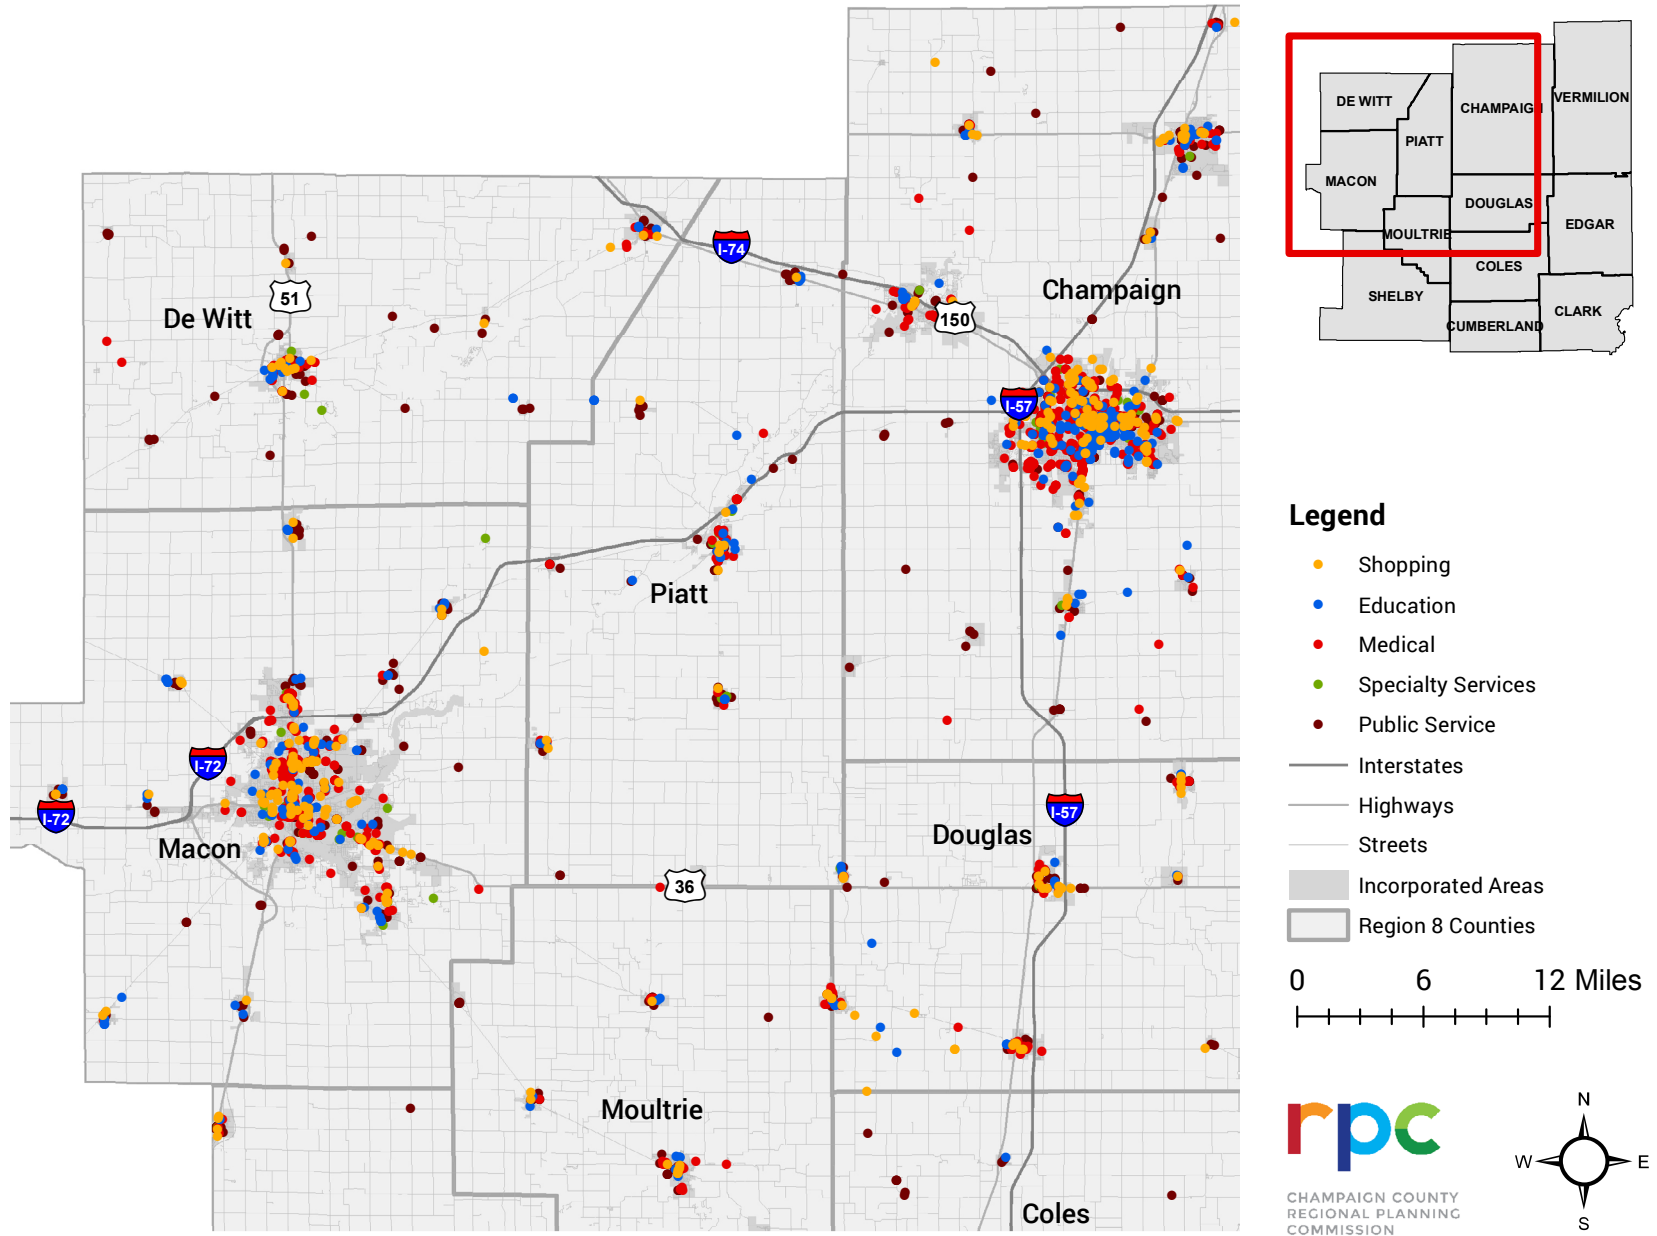 I-74
51
De Witt
Champaign
150
I-57
Piatt
I-72
I-72
Macon
I-57
Douglas
36
Moultrie
Coles
DE WITT
CHAMPAIGN
VERMILION
PIATT
MACON
DOUGLAS
MOULTRIE
EDGAR
COLES
SHELBY
CLARK
CUMBERLAND
Legend
Shopping
Education
Medical
Specialty Services
Public Service
Interstates
Highways
Streets
Incorporated Areas
Region 8 Counties
0 6 12 Miles
rpc
CHAMPAIGN COUNTY
REGIONAL PLANNING
COMMISSION
N
W E
S